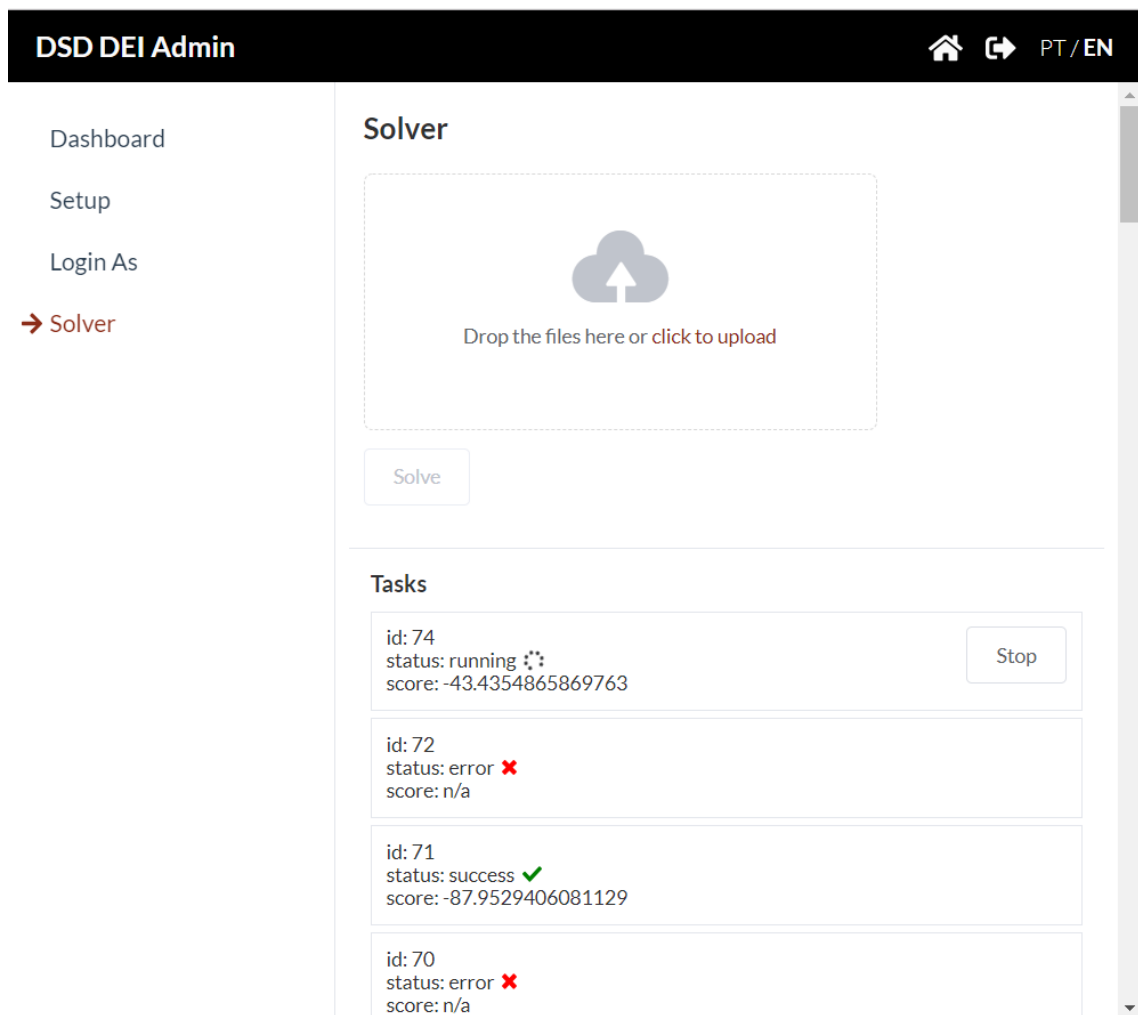 DSD DEI Admin
PT / EN
Dashboard
Setup
Login As
Solver
Solver
Drop the files here or click to upload
Solve
Tasks
id: 74
status: running
score: -43.4354865869763
Stop
id: 72
status: error
score: n/a
id: 71
status: success
score: -87.9529406081129
id: 70
status: error
score: n/a